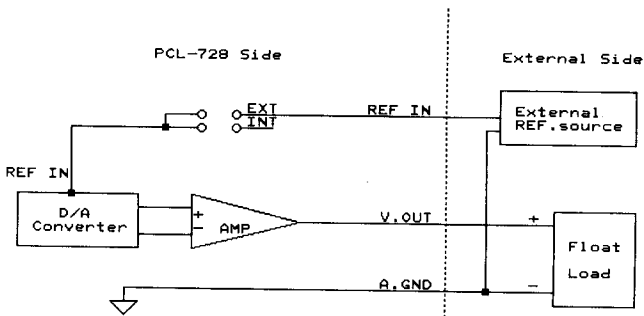 PCL-728 Side
External Side
EXT
INT
REF IN
External
REF.source
REF IN
D/A
Converter
+
−
AMP
V.OUT
+
Float
Load
A.GND
−